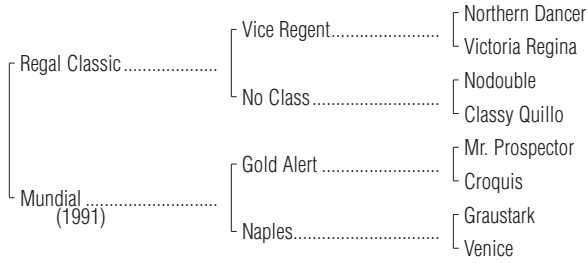 Northern Dancer
Vice Regent
Victoria Regina
Regal Classic
Nodouble
No Class
Classy Quillo
Mr. Prospector
Gold Alert
Croquis
Mundial
(1991)
Graustark
Naples
Venice